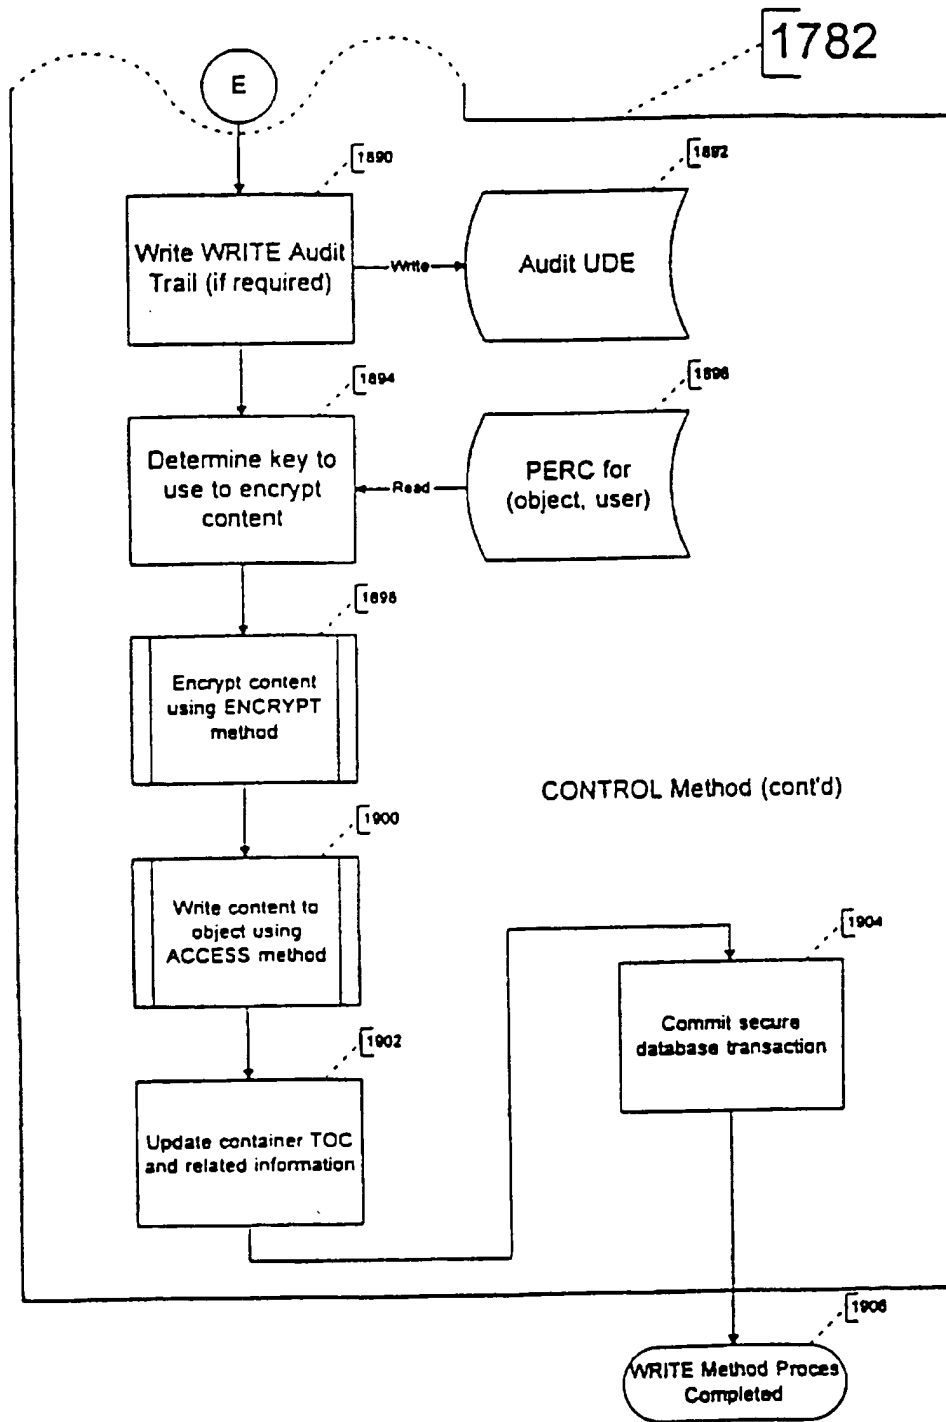 1782
E
1890
Write WRITE Audit
Trail (if required)
Write
1892
Audit UDE
1894
Determine key to
use to encrypt
content
Read
1896
PERC for
(object, user)
1898
Encrypt content
using ENCRYPT
method
CONTROL Method (cont'd)
1900
Write content to
object using
ACCESS method
1902
Update container TOC
and related information
1904
Commit secure
database transaction
1906
WRITE Method Proces
Completed